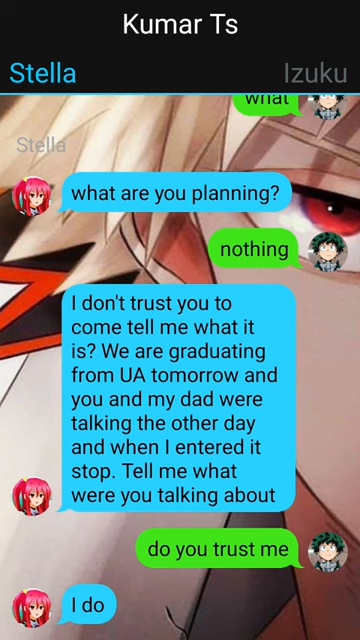 Kumar Ts
Stella
Izuku
what
Stella
what are you planning?
nothing
I don't trust you to
come tell me what it
is? We are graduating
from UA tomorrow and
you and my dad were
talking the other day
and when I entered it
stop. Tell me what
were you talking about
do you trust me
I do